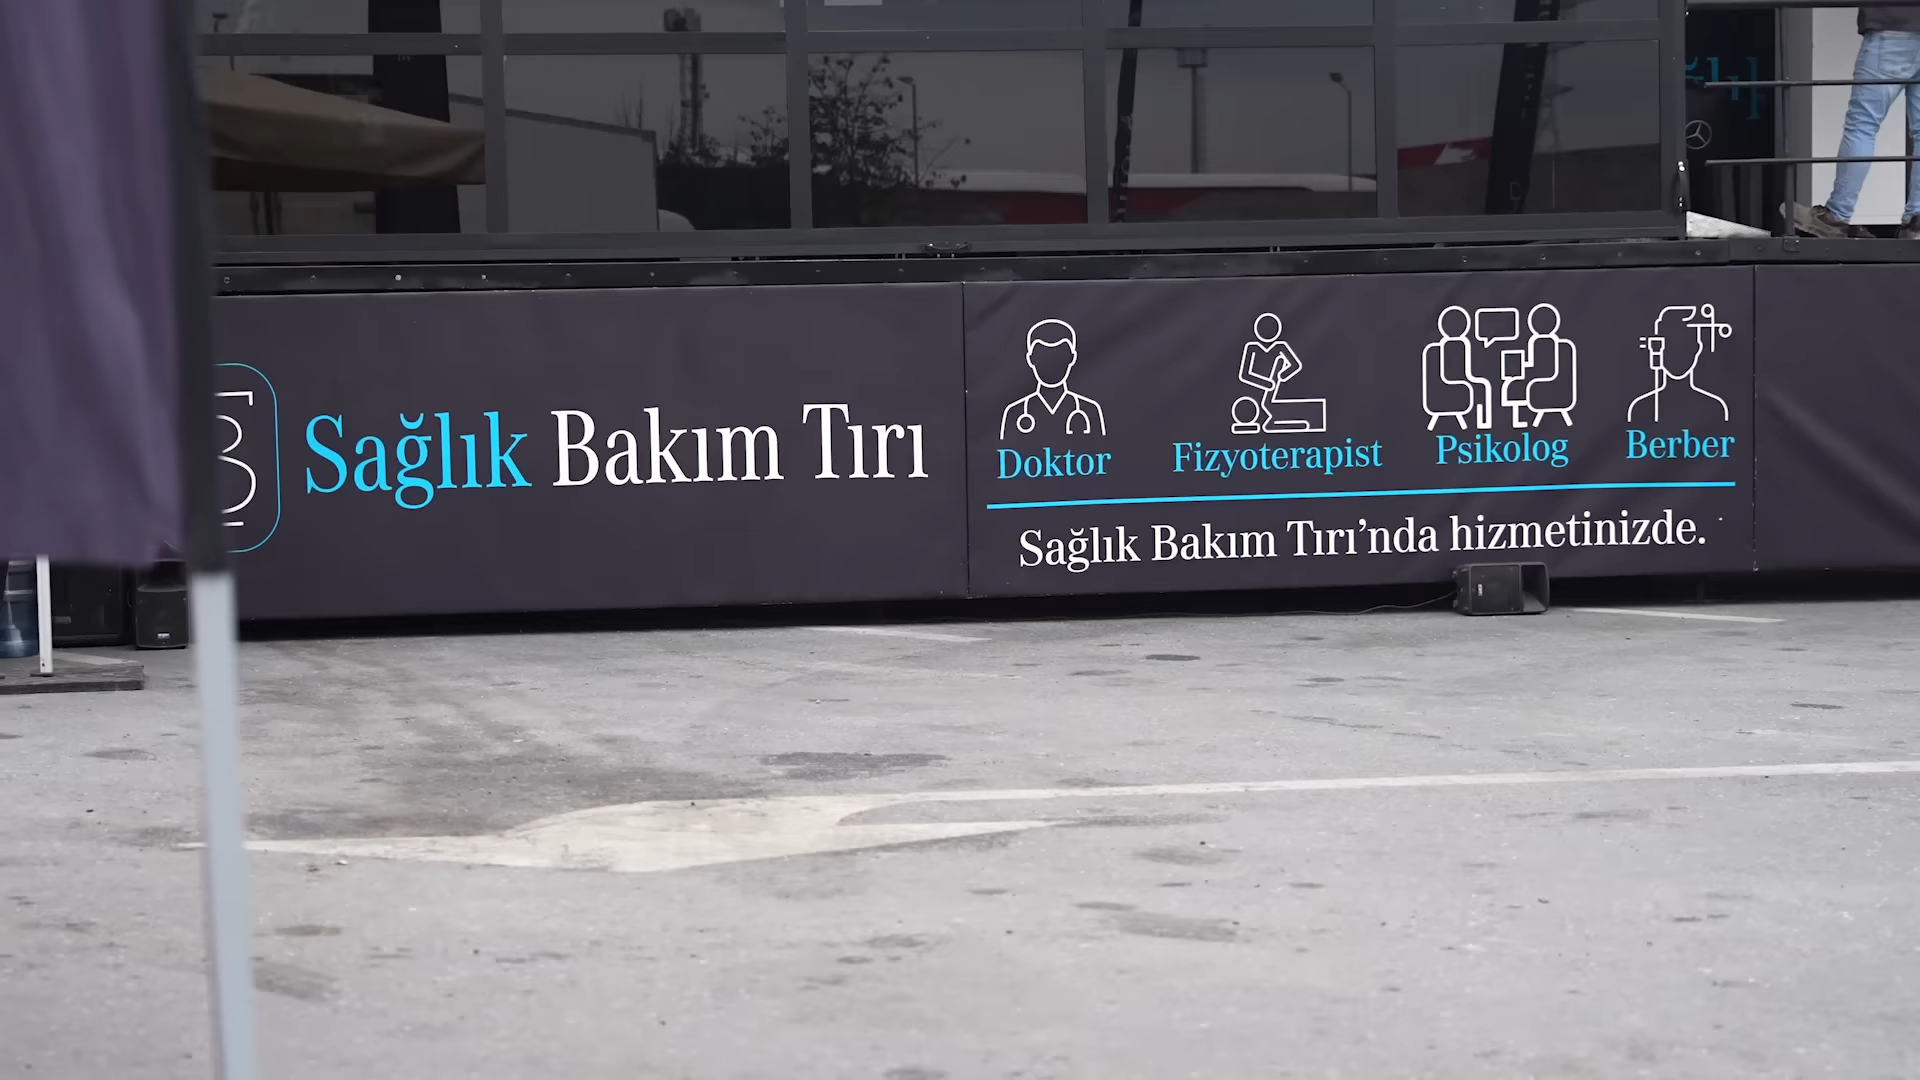 Sağlık Bakım Tırı
Doktor
Fizyoterapist
Psikolog
Berber
Sağlık Bakım Tırı’nda hizmetinizde.